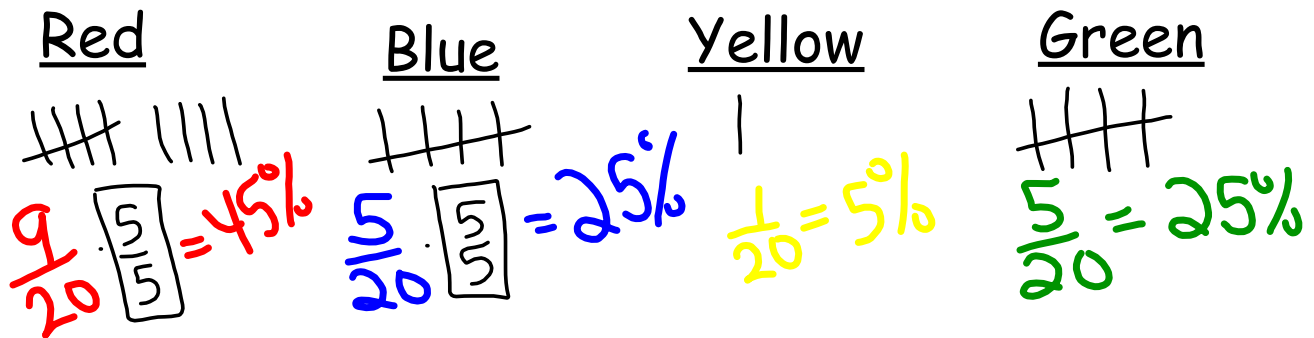 Red Blue Yellow Green
9/20 · 5/5 = 45% 5/20 · 5/5 = 25% 1/20 = 5% 5/20 = 25%